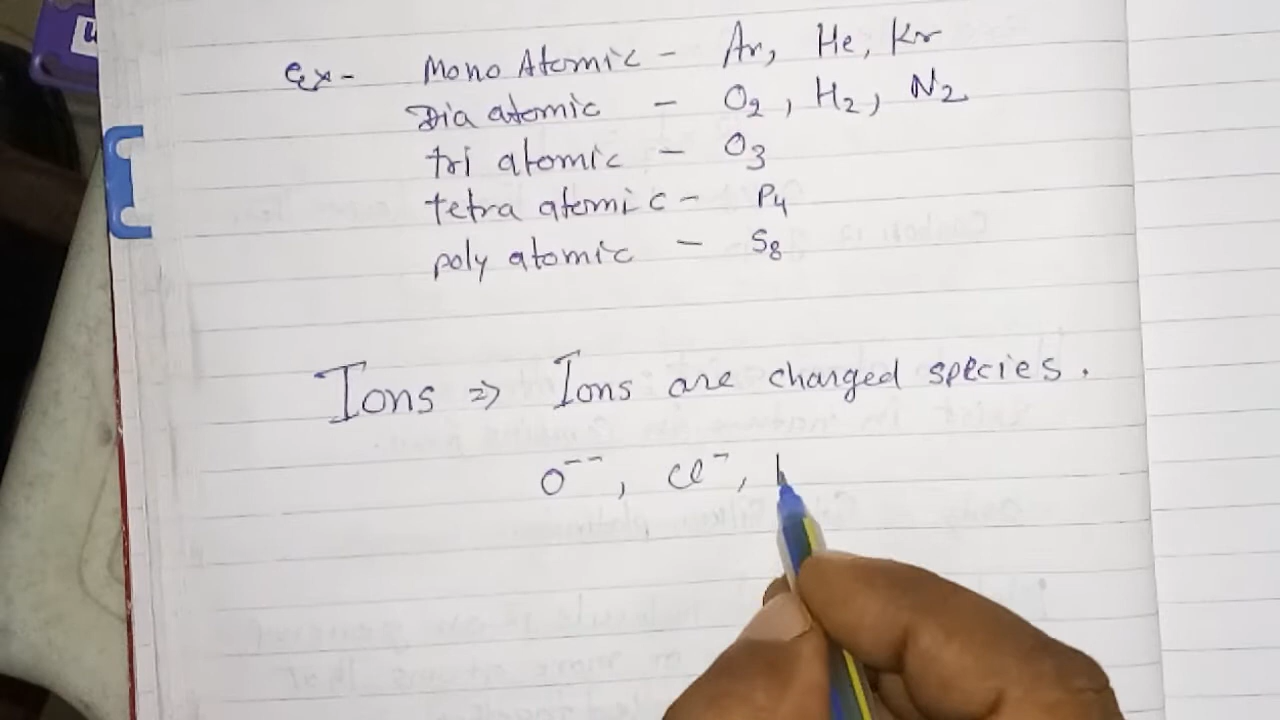 ex- Mono Atomic - Ar, He, Kr
Dia atomic - O2, H2, N2
tri atomic - O3
tetra atomic - P4
poly atomic - S8
Ions => Ions are charged species.
O--, Cl-,